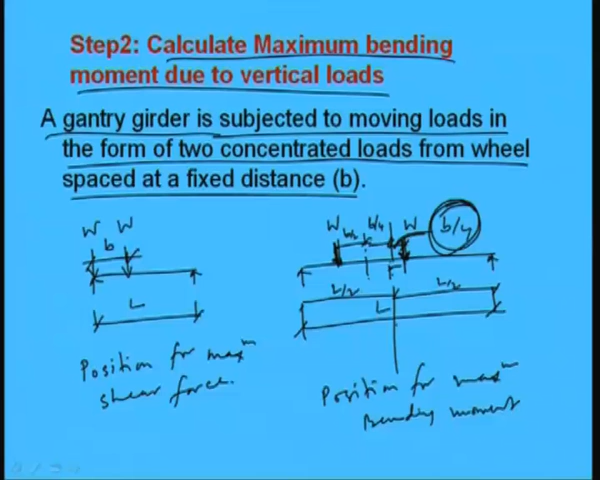 Step2: Calculate Maximum bending
moment due to vertical loads
A gantry girder is subjected to moving loads in
the form of two concentrated loads from wheel
spaced at a fixed distance (b).
W W
b
L
Position for max^m
shear force.
W b/2 b/4 W b/4
L/2 L/2
L
Position for max^m
Bending moment